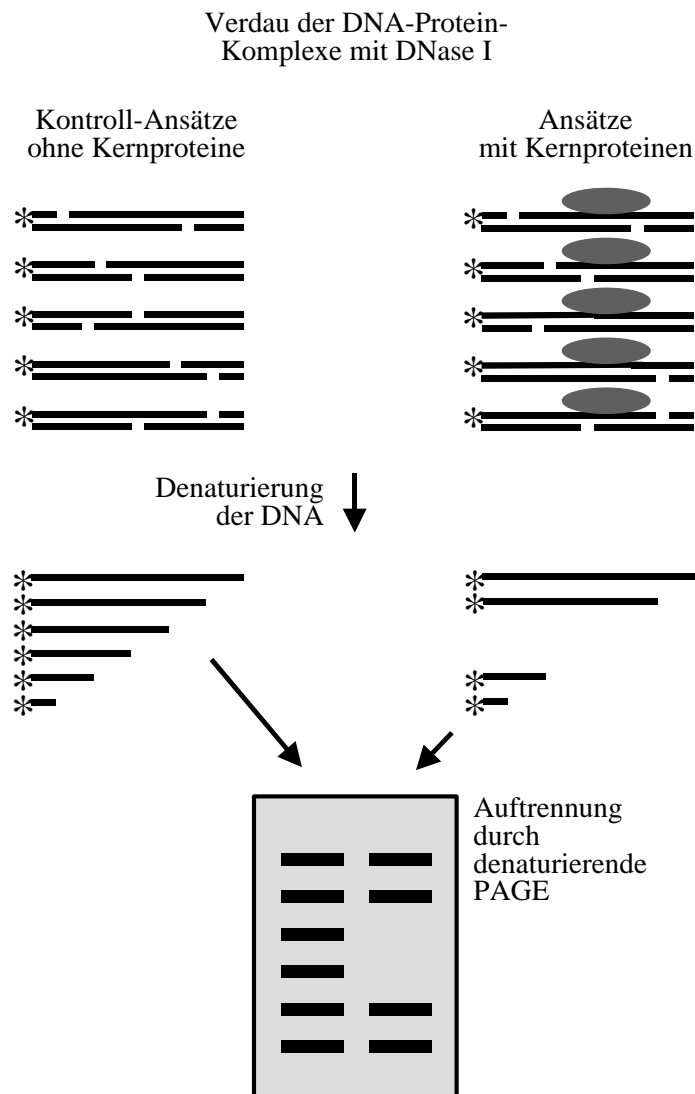 Verdau der DNA-Protein-
Komplexe mit DNase I
Kontroll-Ansätze
ohne Kernproteine
Ansätze
mit Kernproteinen
Denaturierung
der DNA
Auftrennung
durch
denaturierende
PAGE